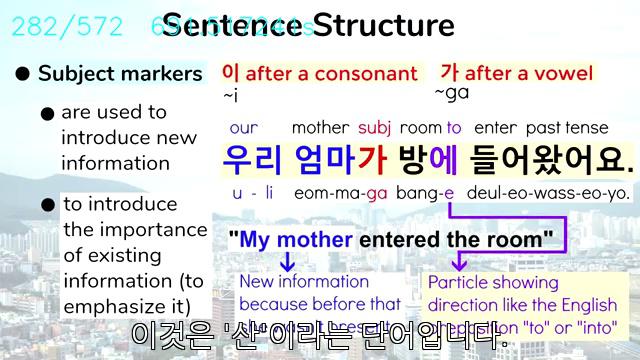 282/572
Sentence Structure
● Subject markers
이 after a consonant
~i
가 after a vowel
~ga
● are used to
introduce new
information
● to introduce
the importance
of existing
information (to
emphasize it)
our mother subj room to enter past tense
우리 엄마가 방에 들어왔어요.
u - li eom-ma-ga bang-e deul-eo-wass-eo-yo.
"My mother entered the room"
New information
because before that
Particle showing
direction like the English
"to" or "into"
이것은 '산'이라는 단어입니다.